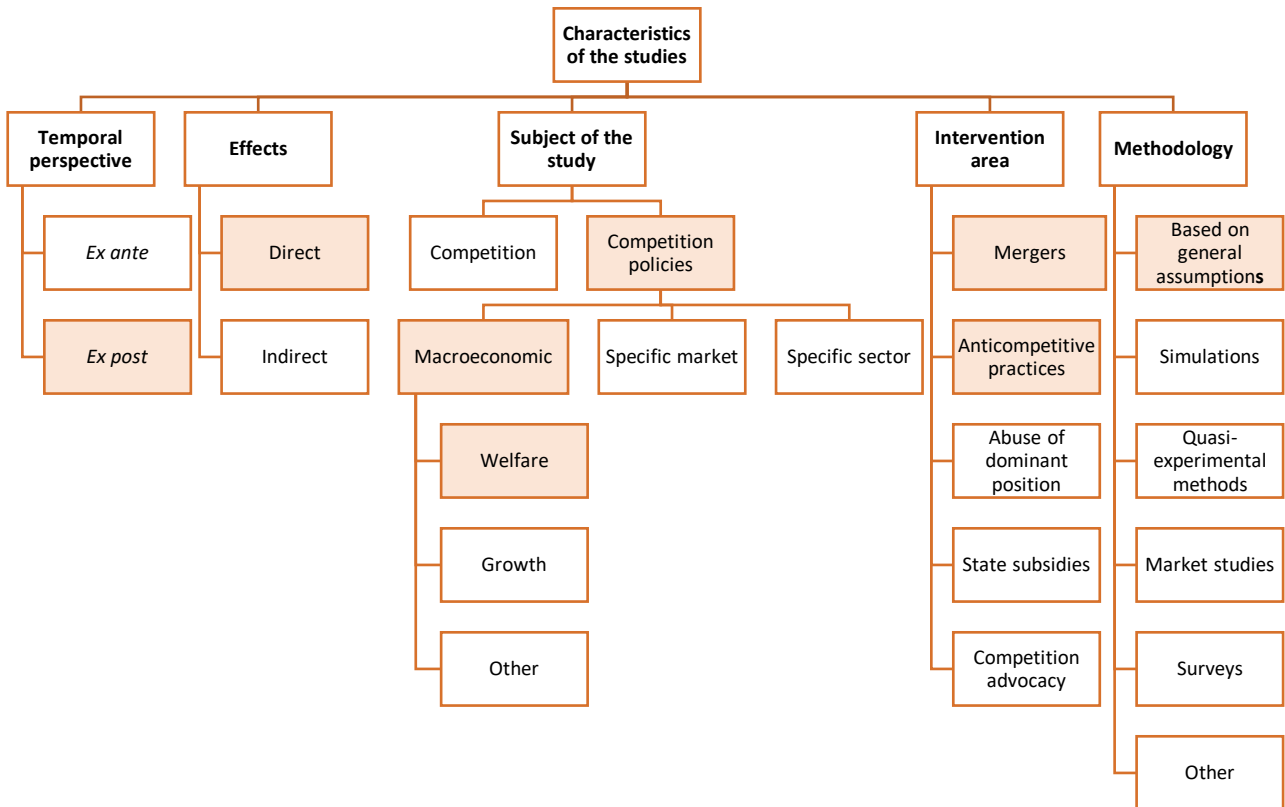 Characteristics
of the studies
Temporal
perspective
Effects
Subject of the
study
Intervention
area
Methodology
Ex ante
Direct
Competition
Competition
policies
Mergers
Based on
general
assumptions
Ex post
Indirect
Macroeconomic
Specific market
Specific sector
Anticompetitive
practices
Simulations
Welfare
Abuse of
dominant
position
Quasi-
experimental
methods
Growth
State subsidies
Market studies
Other
Competition
advocacy
Surveys
Other